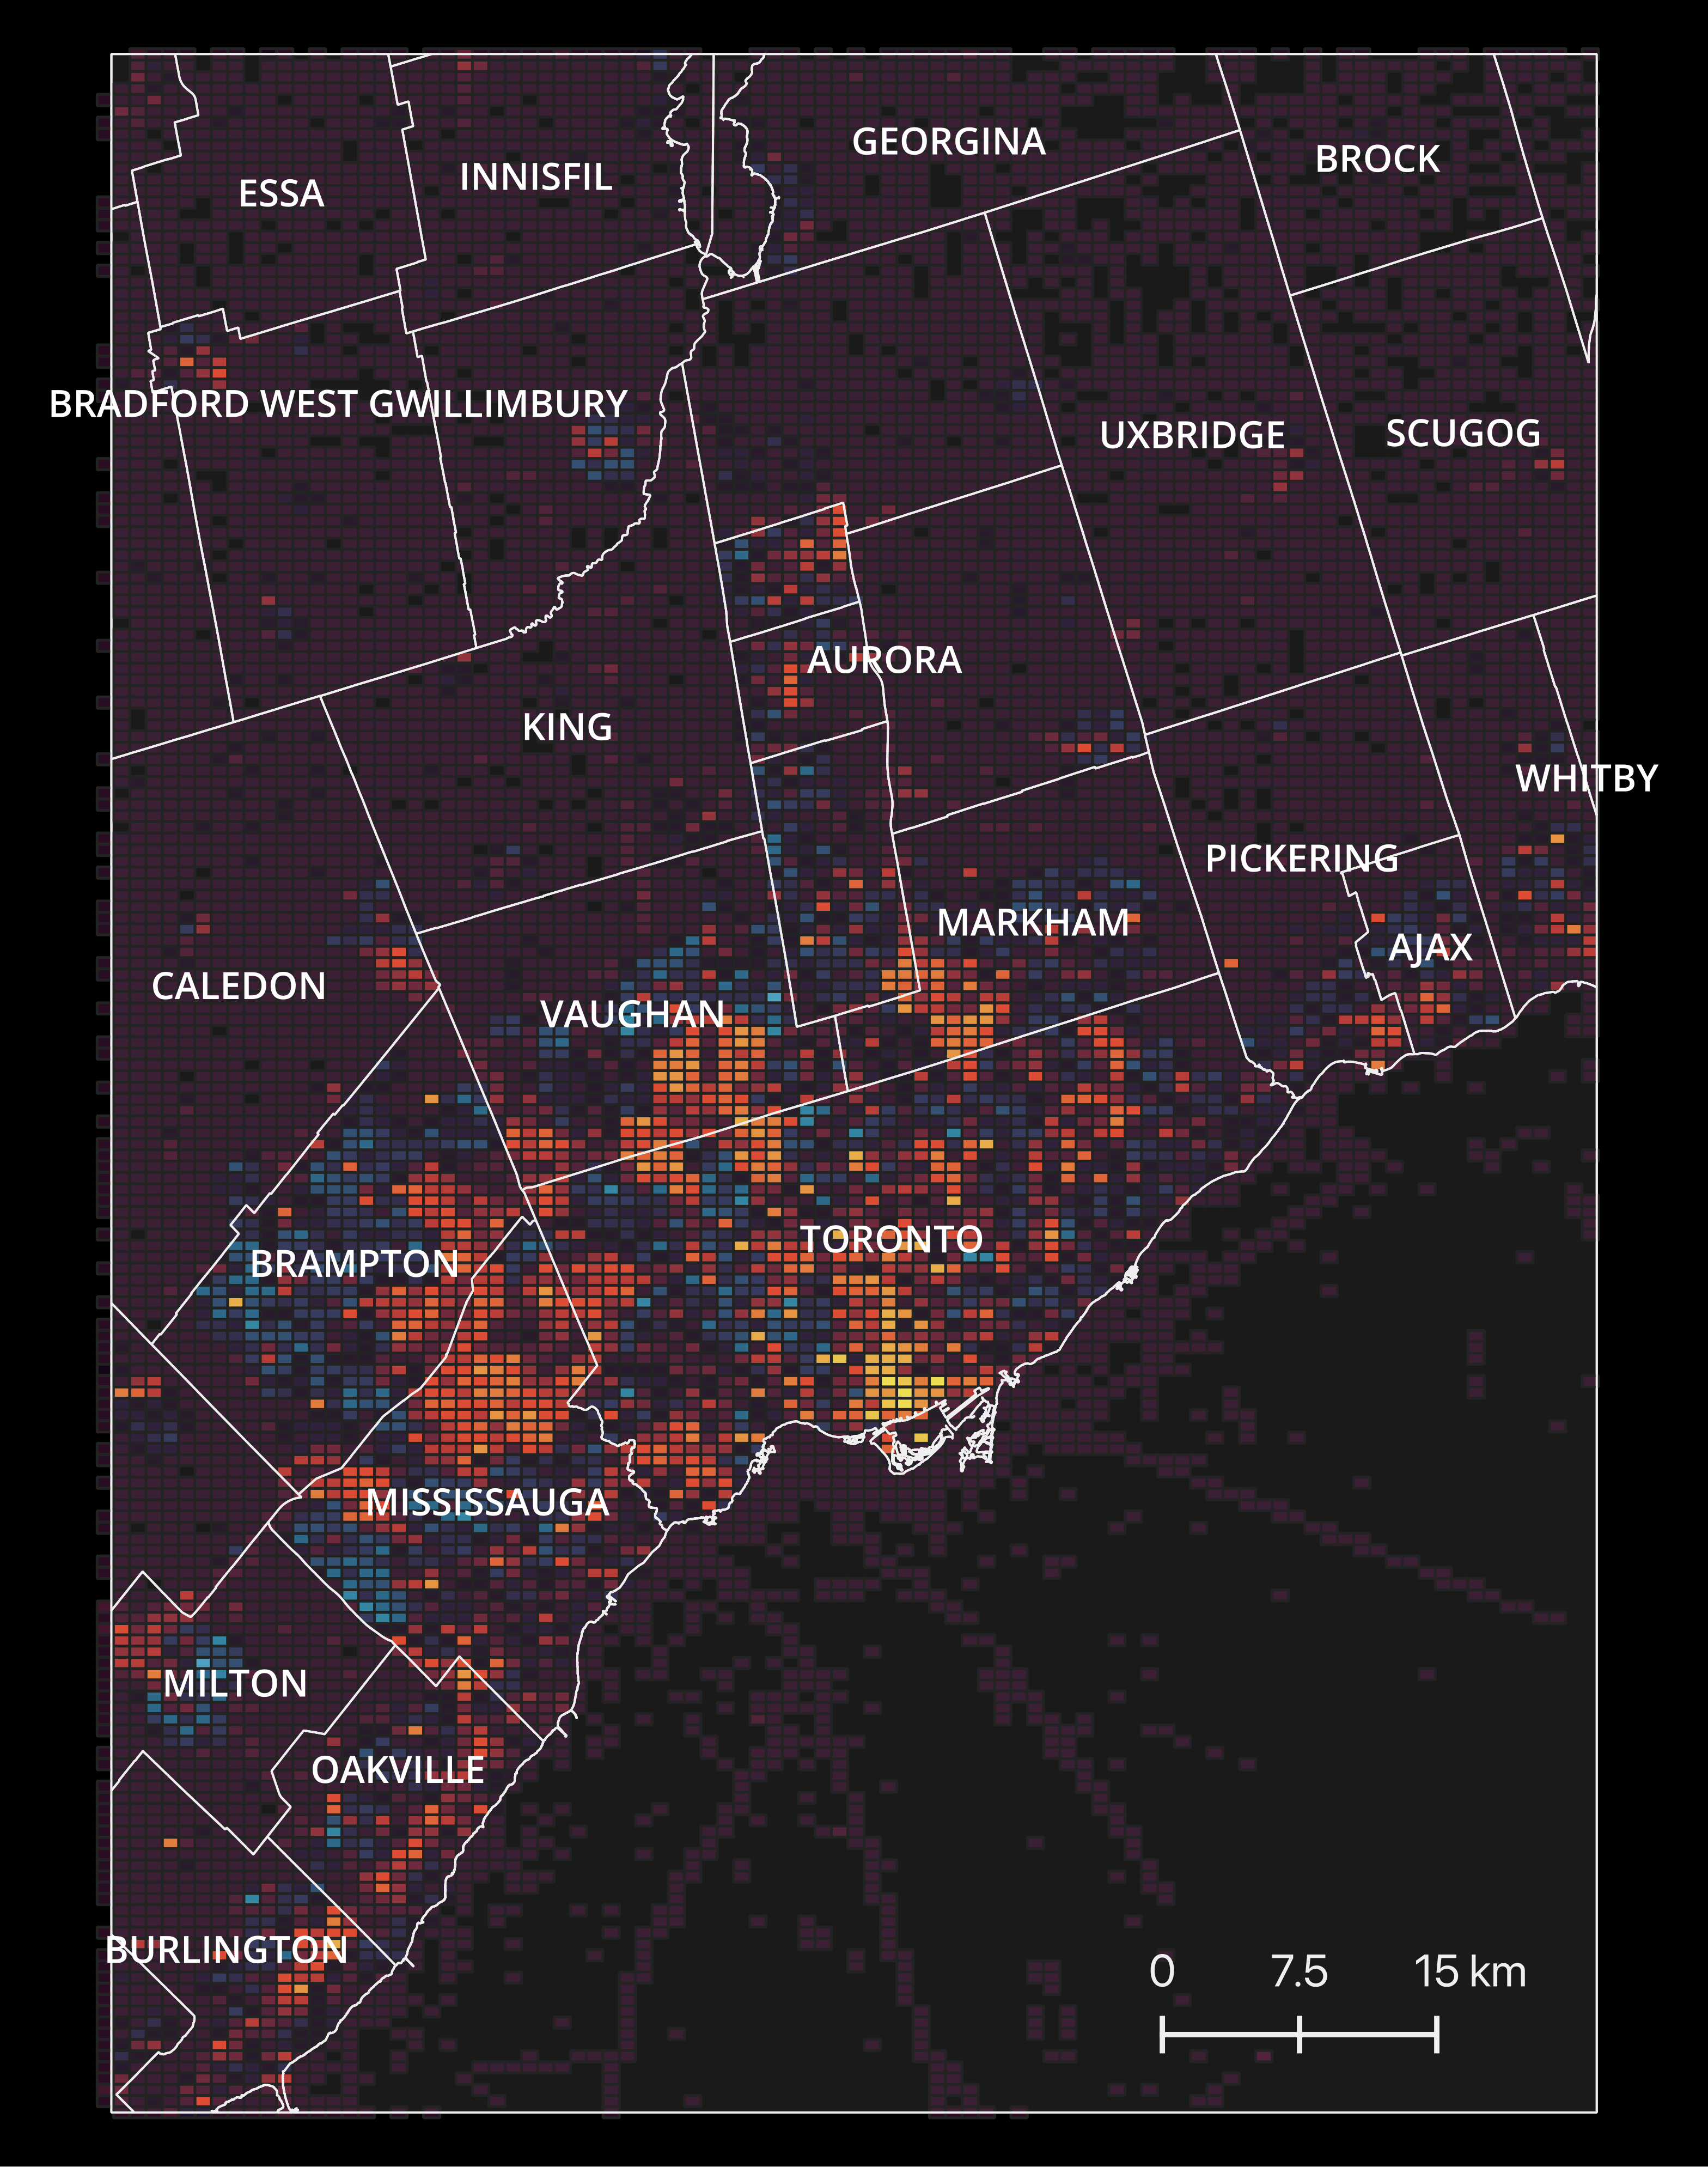 GEORGINA
BROCK
INNISFIL
ESSA
BRADFORD WEST GWILLIMBURY
UXBRIDGE
SCUGOG
AURORA
KING
WHITBY
PICKERING
MARKHAM
AJAX
CALEDON
VAUGHAN
TORONTO
BRAMPTON
MISSISSAUGA
MILTON
OAKVILLE
BURLINGTON
0 7.5 15 km